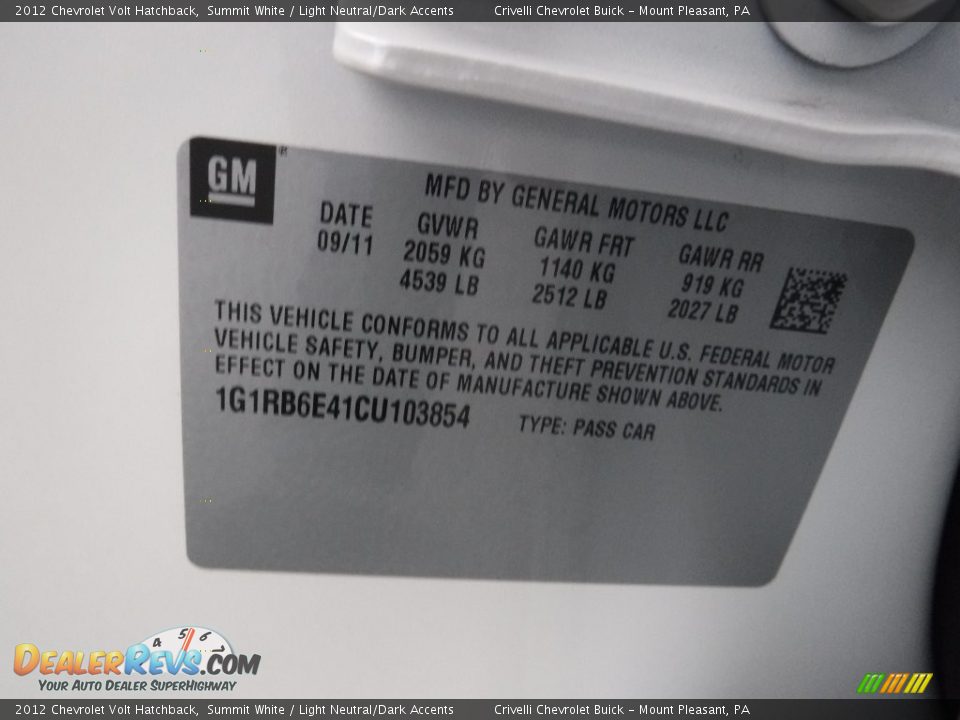 2012 Chevrolet Volt Hatchback, Summit White / Light Neutral/Dark Accents Crivelli Chevrolet Buick - Mount Pleasant, PA
GM®
MFD BY GENERAL MOTORS LLC
DATE GVWR GAWR FRT GAWR RR
09/11 2059 KG 1140 KG 919 KG
4539 LB 2512 LB 2027 LB
THIS VEHICLE CONFORMS TO ALL APPLICABLE U.S. FEDERAL MOTOR
VEHICLE SAFETY, BUMPER, AND THEFT PREVENTION STANDARDS IN
EFFECT ON THE DATE OF MANUFACTURE SHOWN ABOVE.
1G1RB6E41CU103854 TYPE: PASS CAR
4 5 6 7
DEALERREVS.COM
YOUR AUTO DEALER SUPERHIGHWAY
2012 Chevrolet Volt Hatchback, Summit White / Light Neutral/Dark Accents Crivelli Chevrolet Buick - Mount Pleasant, PA